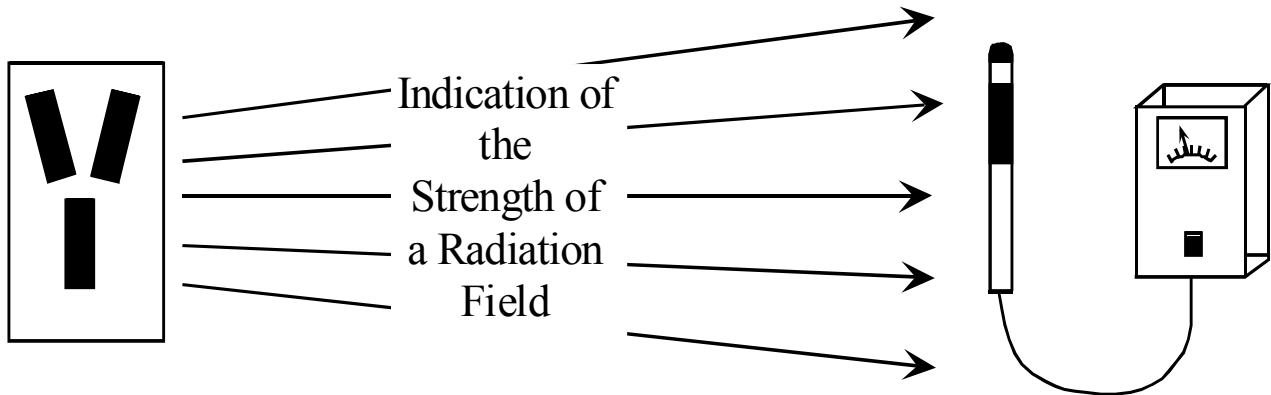 Indication of
the
Strength of
a Radiation
Field